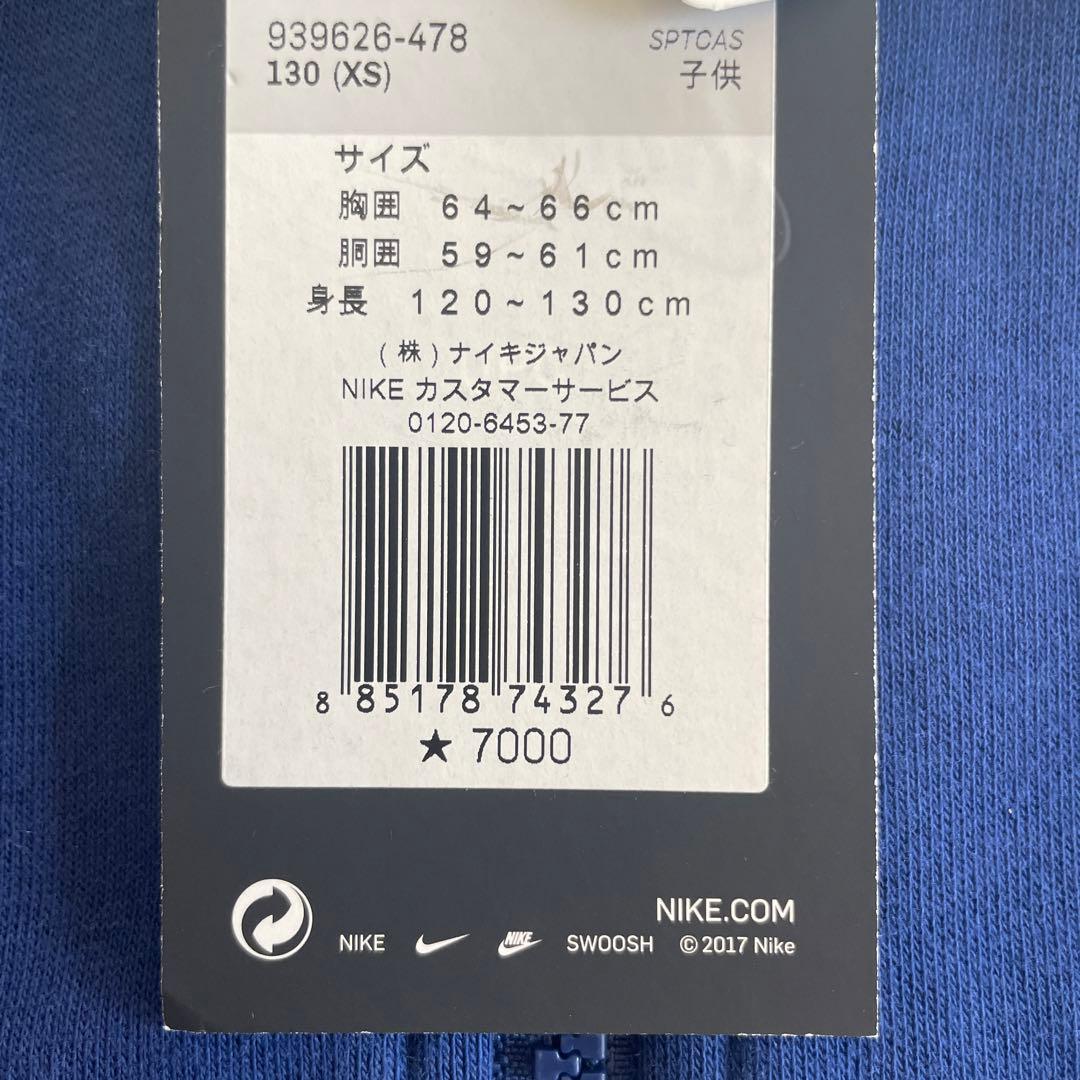 939626-478 SPTCAS
130 (XS) 子供
サイズ
胸囲 64~66cm
胴囲 59~61cm
身長 120~130cm
(株)ナイキジャパン
NIKE カスタマーサービス
0120-6453-77
8 85178 74327 6
★ 7000
NIKE.COM
NIKE NIKE SWOOSH © 2017 Nike